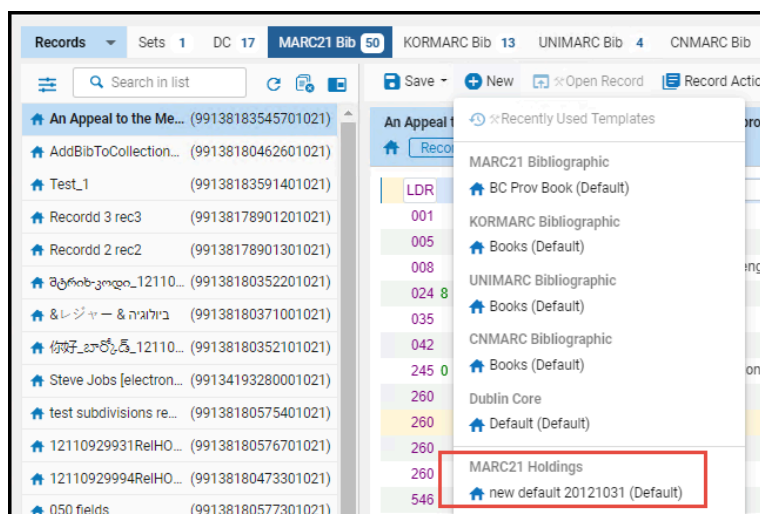 Records Sets 1 DC 17 MARC21 Bib 50 KORMARC Bib 13 UNIMARC Bib 4 CNMARC Bib
Search in list
Save New Open Record Record Actio
An Appeal to the Me... (99138183545701021)
AddBibToCollection... (99138180462601021)
Test_1 (99138183591401021)
Recordd 3 rec3 (99138178901201021)
Recordd 2 rec2 (99138178901301021)
შტრიხ-კოდი_12110... (99138180352201021)
&レジャー & ביולוגיה (99138180371001021)
你好_బార్కోడ్_12110... (99138180352101021)
Steve Jobs [electron... (99134193280001021)
test subdivisions re... (99138180575401021)
12110929931RelHO... (99138180576701021)
12110929994RelHO... (99138180473301021)
050 fields (99138180577301021)
An Appeal
Reco
LDR
001
005
008
024 8
035
042
245 0
260
260
260
260
546
Recently Used Templates
MARC21 Bibliographic
BC Prov Book (Default)
KORMARC Bibliographic
Books (Default)
UNIMARC Bibliographic
Books (Default)
CNMARC Bibliographic
Books (Default)
Dublin Core
Default (Default)
MARC21 Holdings
new default 20121031 (Default)